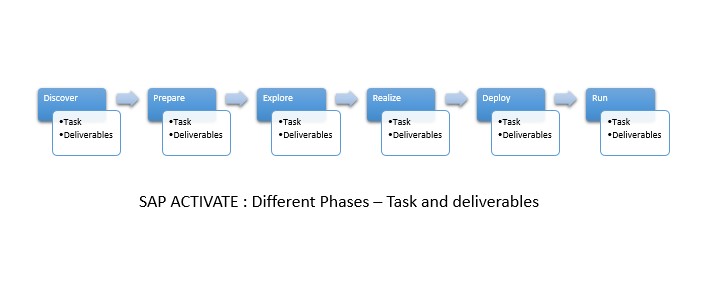 Discover
•Task
•Deliverables
Prepare
•Task
•Deliverables
Explore
•Task
•Deliverables
Realize
•Task
•Deliverables
Deploy
•Task
•Deliverables
Run
•Task
•Deliverables
SAP ACTIVATE : Different Phases – Task and deliverables